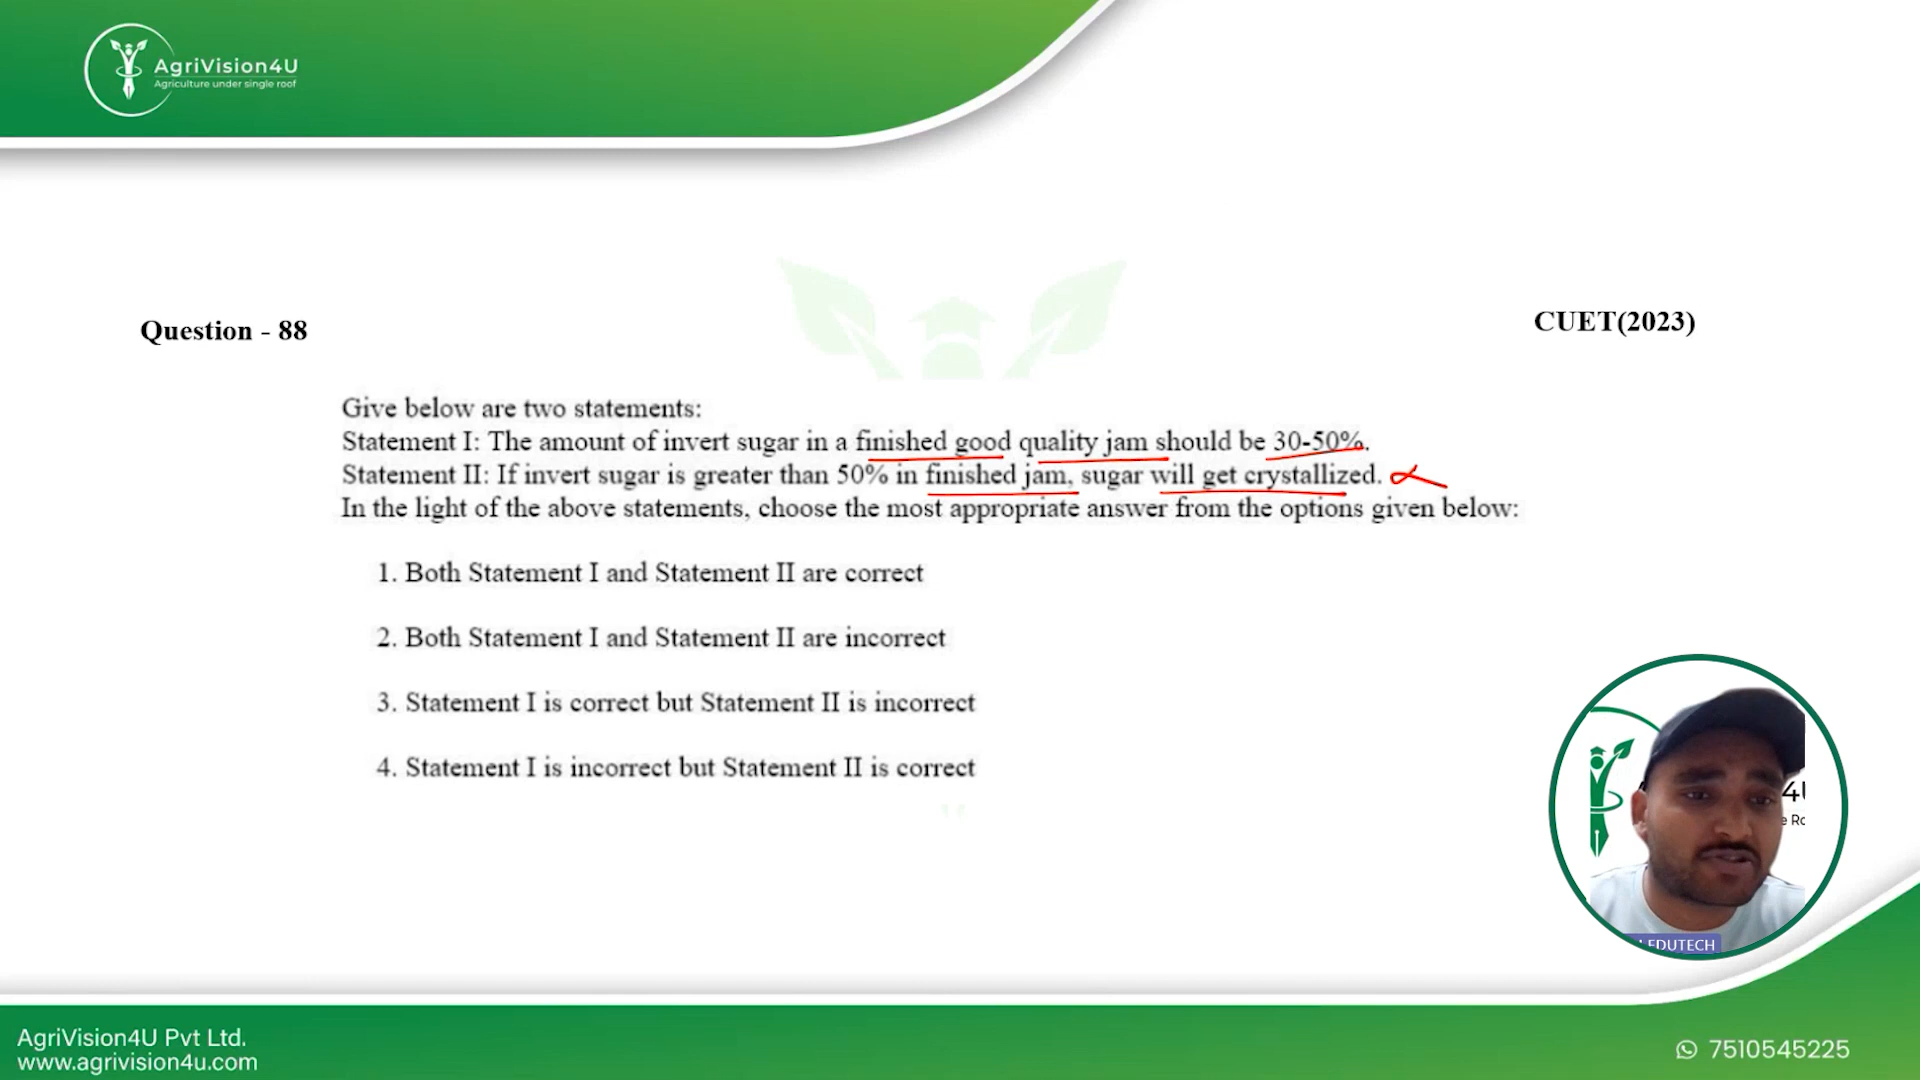 AgriVision4U
Agriculture under single roof
Question - 88
CUET(2023)
Give below are two statements:
Statement I: The amount of invert sugar in a finished good quality jam should be 30-50%.
Statement II: If invert sugar is greater than 50% in finished jam, sugar will get crystallized.
In the light of the above statements, choose the most appropriate answer from the options given below:
1. Both Statement I and Statement II are correct
2. Both Statement I and Statement II are incorrect
3. Statement I is correct but Statement II is incorrect
4. Statement I is incorrect but Statement II is correct
4U
e Ro
EDUTECH
AgriVision4U Pvt Ltd.
www.agrivision4u.com
7510545225